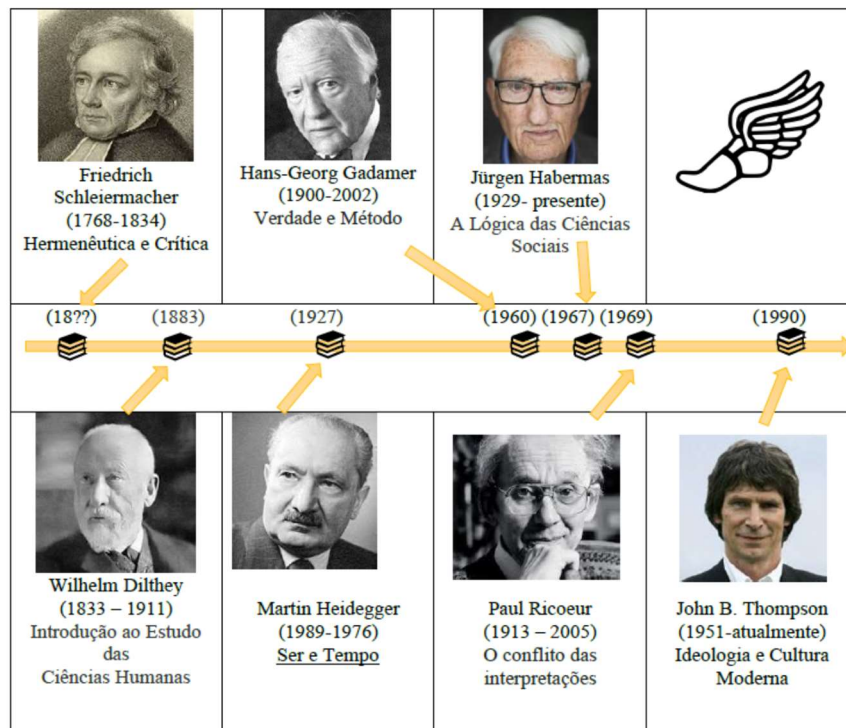 Friedrich
Schleiermacher
(1768-1834)
Hermenêutica e Crítica
Hans-Georg Gadamer
(1900-2002)
Verdade e Método
Jürgen Habermas
(1929- presente)
A Lógica das Ciências
Sociais
(18??)
(1883)
(1927)
(1960)
(1967)
(1969)
(1990)
Wilhelm Dilthey
(1833 – 1911)
Introdução ao Estudo
das
Ciências Humanas
Martin Heidegger
(1989-1976)
Ser e Tempo
Paul Ricoeur
(1913 – 2005)
O conflito das
interpretações
John B. Thompson
(1951-atualmente)
Ideologia e Cultura
Moderna